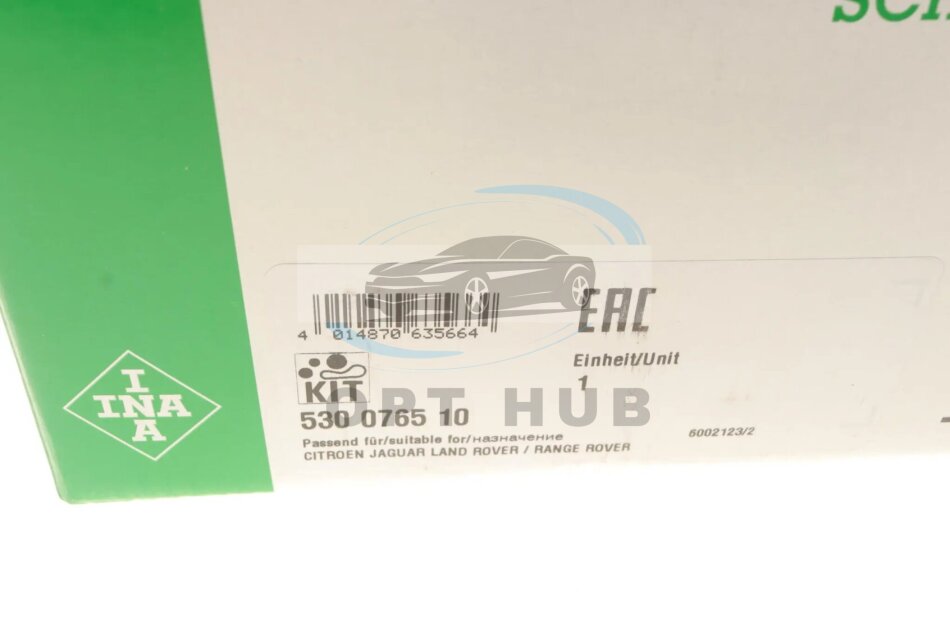 SCH
4 014870 635664
EAC
Einheit/Unit
1
KIT
530 0765 10
Passend für/suitable for/назначение
CITROEN JAGUAR LAND ROVER / RANGE ROVER
6002123/2
I
INA
A
OPT HUB